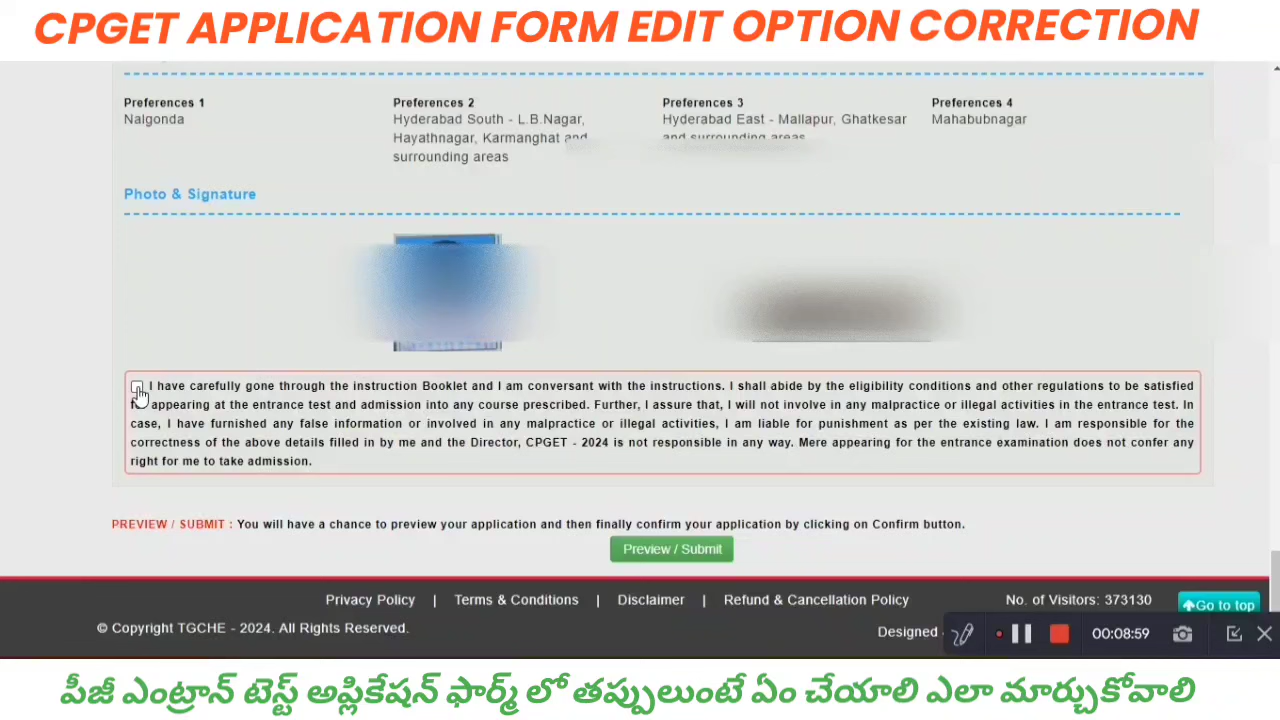 CPGET APPLICATION FORM EDIT OPTION CORRECTION
Preferences 1
Nalgonda
Preferences 2
Hyderabad South - L.B.Nagar,
Hayathnagar, Karmanghat and
surrounding areas
Preferences 3
Hyderabad East - Mallapur, Ghatkesar
and surrounding areas
Preferences 4
Mahabubnagar
Photo & Signature
I have carefully gone through the instruction Booklet and I am conversant with the instructions. I shall abide by the eligibility conditions and other regulations to be satisfied
appearing at the entrance test and admission into any course prescribed. Further, I assure that, I will not involve in any malpractice or illegal activities in the entrance test. In
case, I have furnished any false information or involved in any malpractice or illegal activities, I am liable for punishment as per the existing law. I am responsible for the
correctness of the above details filled in by me and the Director, CPGET - 2024 is not responsible in any way. Mere appearing for the entrance examination does not confer any
right for me to take admission.
PREVIEW / SUBMIT : You will have a chance to preview your application and then finally confirm your application by clicking on Confirm button.
Preview / Submit
Privacy Policy | Terms & Conditions | Disclaimer | Refund & Cancellation Policy
No. of Visitors: 373130
Go to top
© Copyright TGCHE - 2024. All Rights Reserved.
Designed
00:08:59
పీజీ ఎంట్రాన్ టెస్ట్ అప్లికేషన్ ఫార్మ్ లో తప్పులుంటే ఏం చేయాలి ఎలా మార్చుకోవాలి